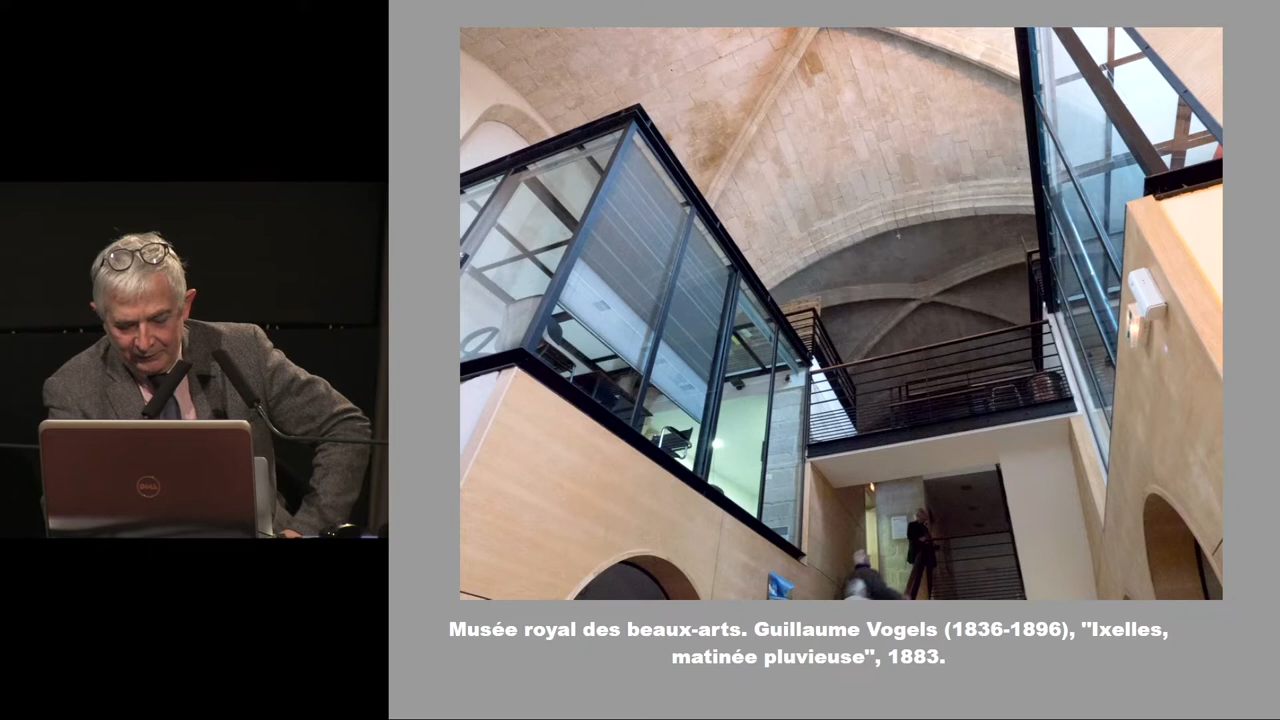 DELL
Musée royal des beaux-arts. Guillaume Vogels (1836-1896), "Ixelles,
matinée pluvieuse", 1883.